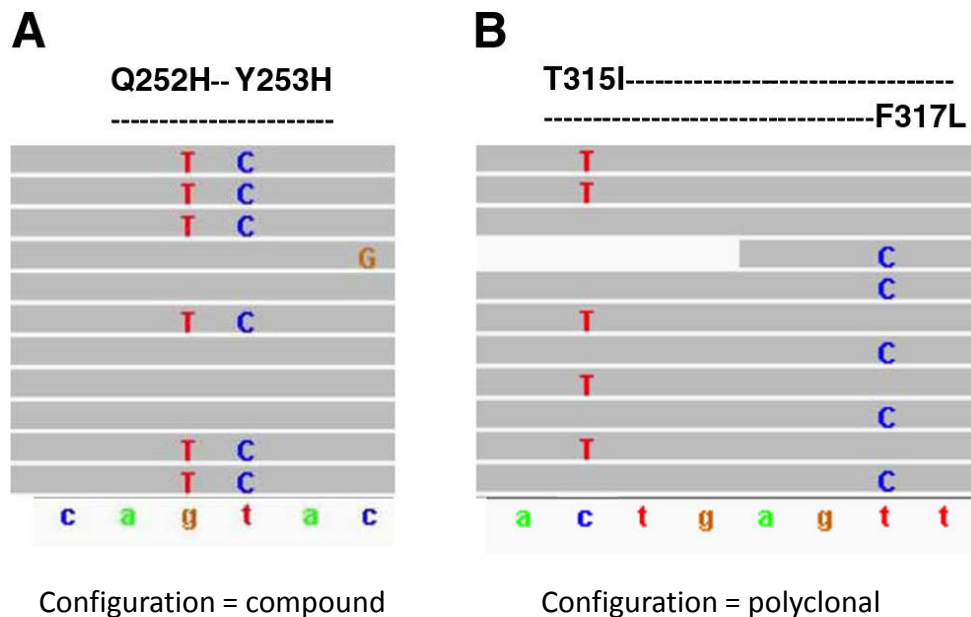 A
Q252H-- Y253H
-----------------------
T C
T C
T C
G
T C
T C
T C
c a g t a c
Configuration = compound
B
T315I----------------------------------
----------------------------------F317L
T
T
C
C
T
C
T
C
T
C
a c t g a g t t
Configuration = polyclonal